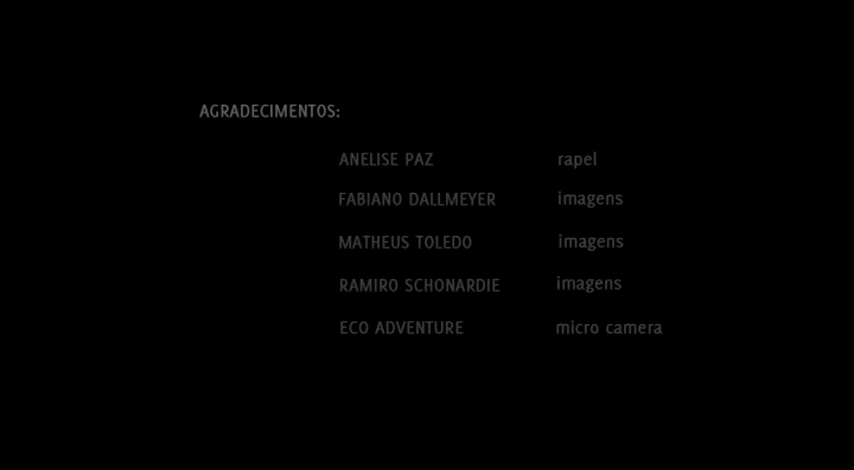 AGRADECIMENTOS:
ANELISE PAZ rapel
FABIANO DALLMEYER imagens
MATHEUS TOLEDO imagens
RAMIRO SCHONARDIE imagens
ECO ADVENTURE micro camera